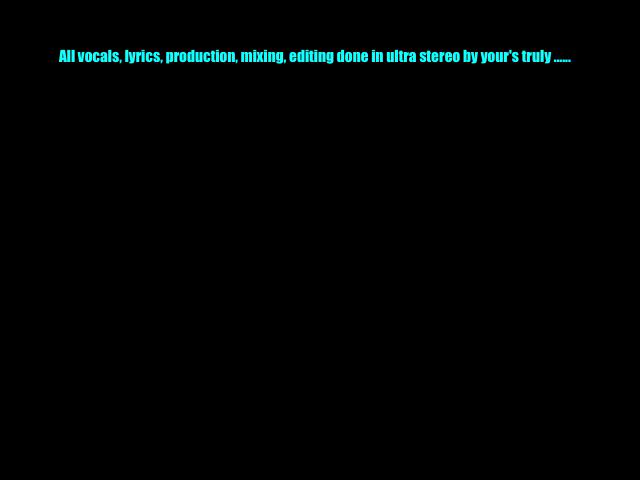 All vocals, lyrics, production, mixing, editing done in ultra stereo by your's truly ......